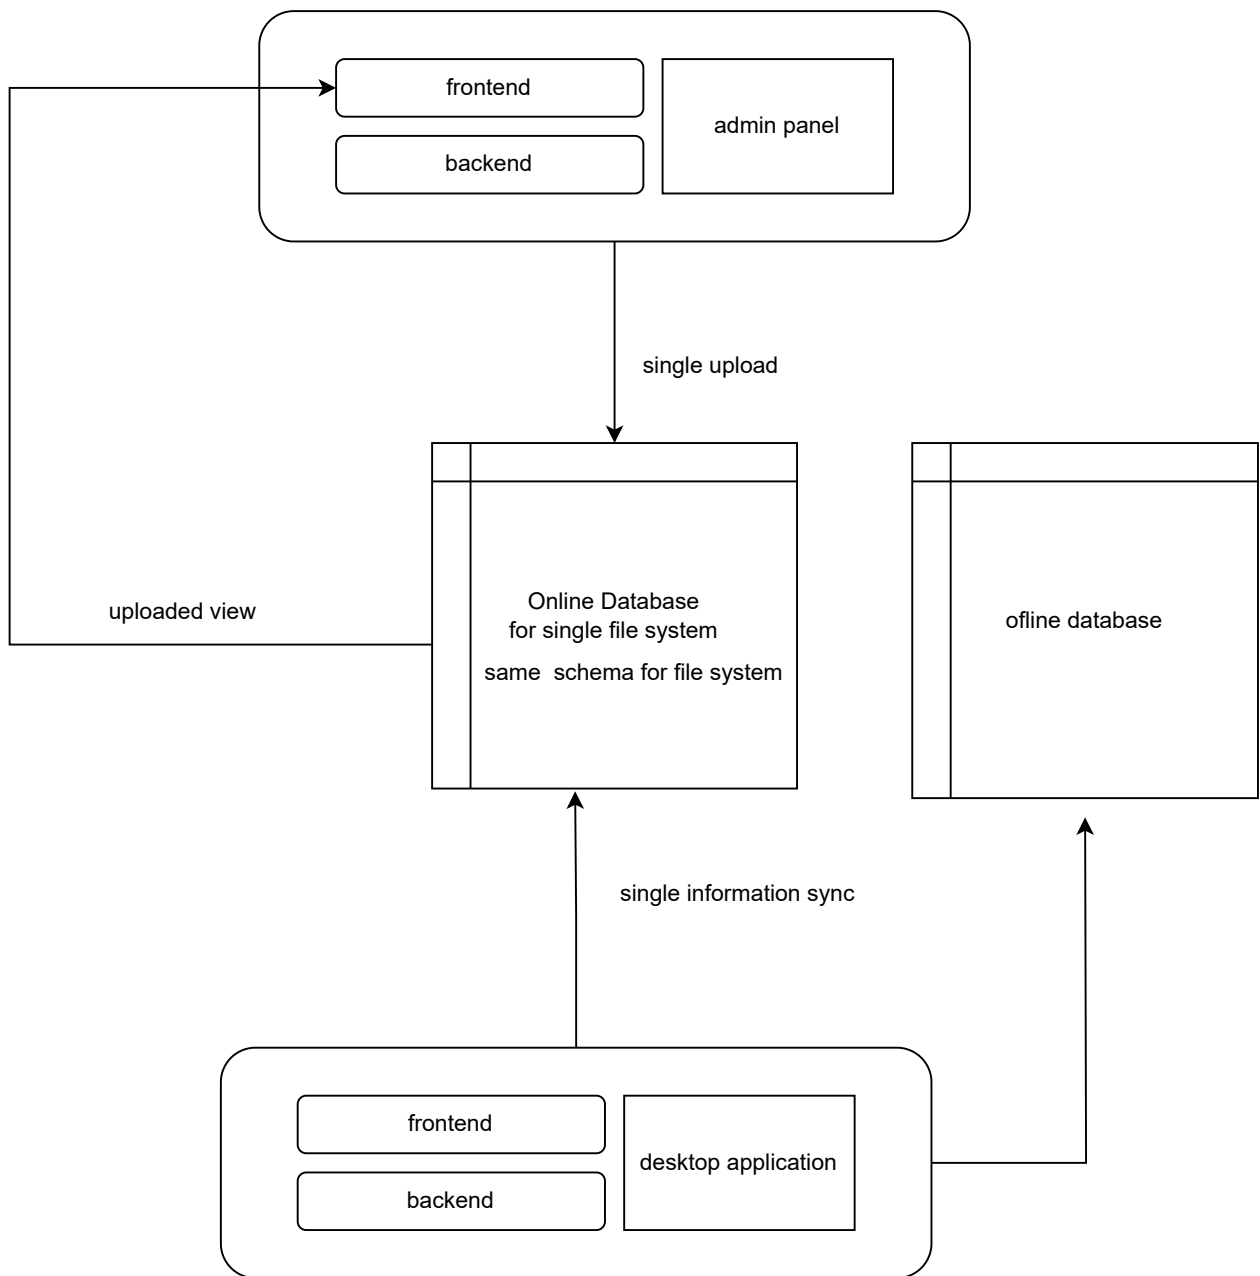 frontend
admin panel
backend
single upload
Online Database
for single file system
same  schema for file system
uploaded view
ofline database
single information sync
frontend
desktop application
backend